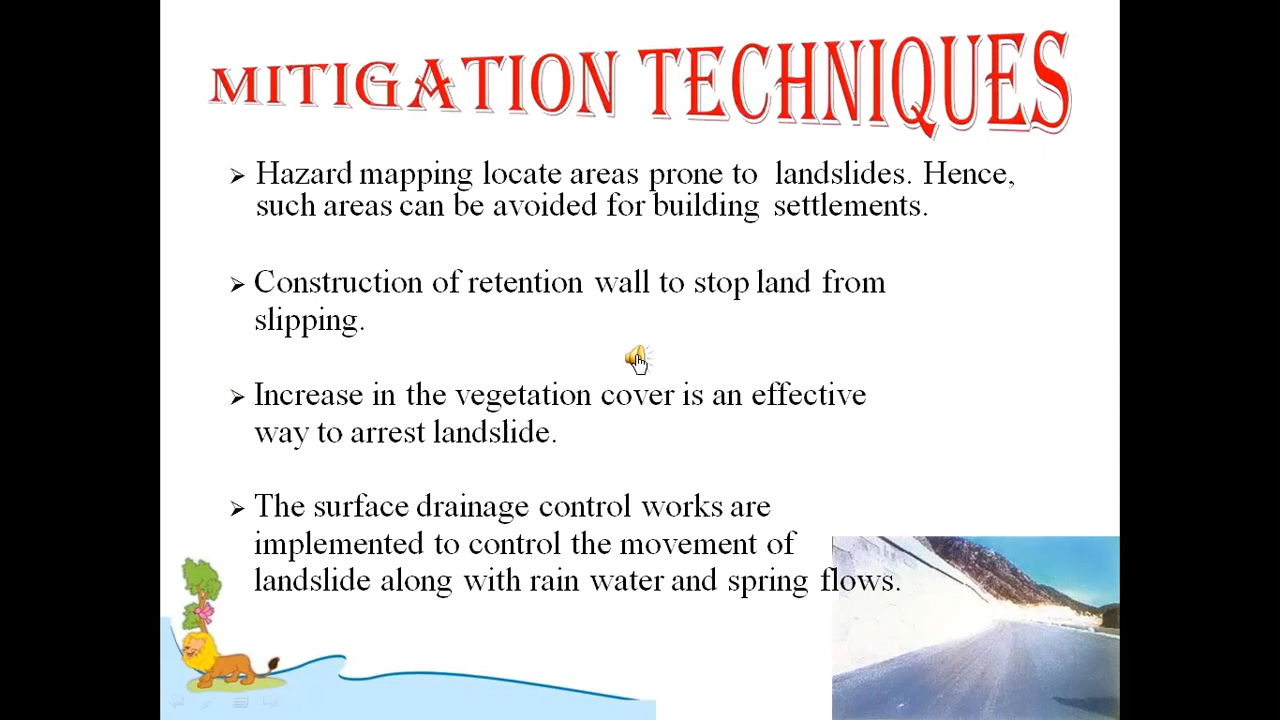 MITIGATION TECHNIQUES
Hazard mapping locate areas prone to landslides. Hence,
such areas can be avoided for building settlements.
Construction of retention wall to stop land from
slipping.
Increase in the vegetation cover is an effective
way to arrest landslide.
The surface drainage control works are
implemented to control the movement of
landslide along with rain water and spring flows.